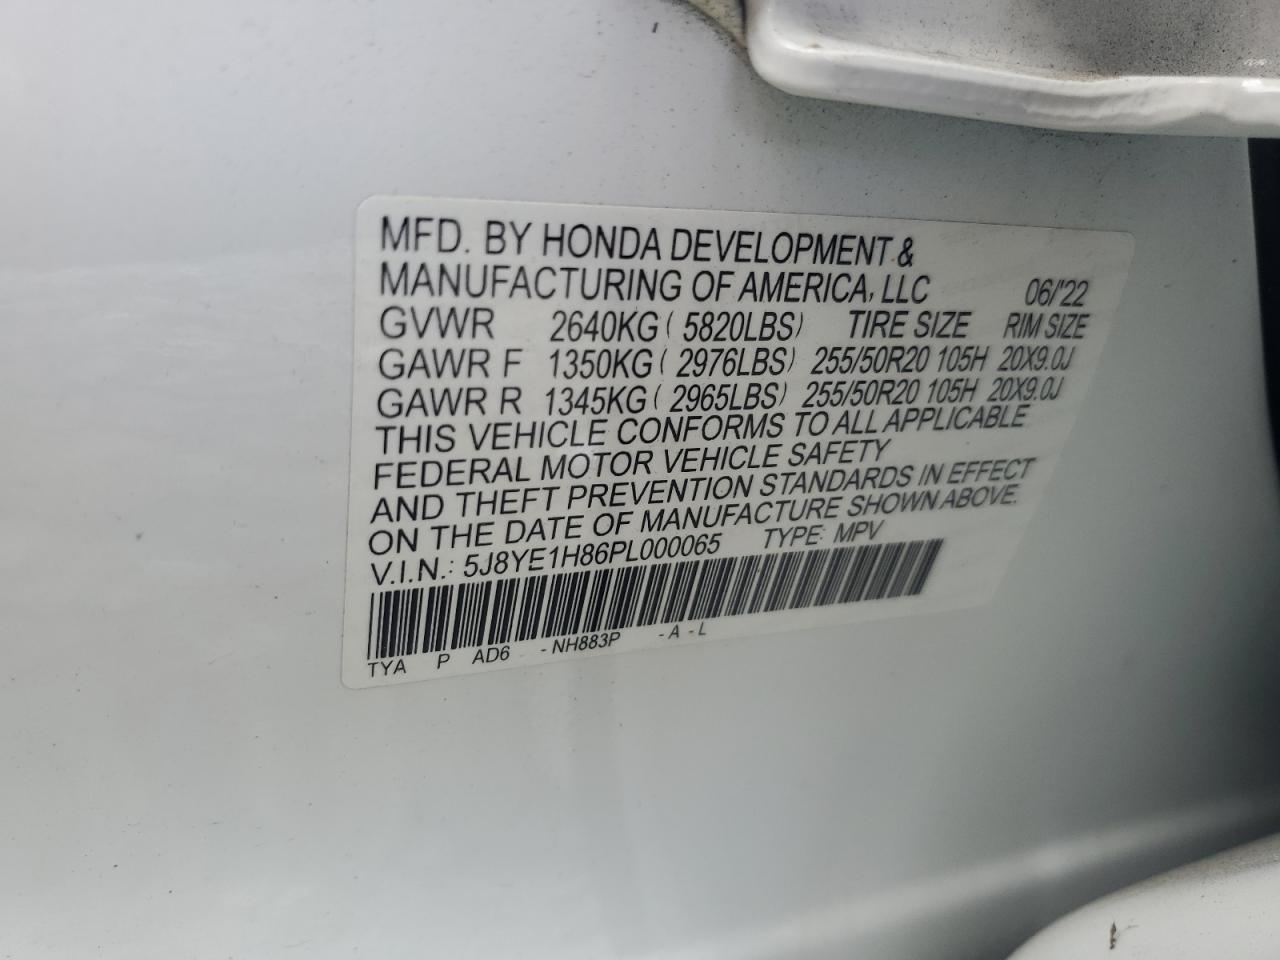 MFD. BY HONDA DEVELOPMENT &
MANUFACTURING OF AMERICA, LLC 06/'22
GVWR 2640KG ( 5820LBS) TIRE SIZE RIM SIZE
GAWR F 1350KG ( 2976LBS) 255/50R20 105H 20X9.0J
GAWR R 1345KG ( 2965LBS) 255/50R20 105H 20X9.0J
THIS VEHICLE CONFORMS TO ALL APPLICABLE
FEDERAL MOTOR VEHICLE SAFETY
AND THEFT PREVENTION STANDARDS IN EFFECT
ON THE DATE OF MANUFACTURE SHOWN ABOVE.
V.I.N.: 5J8YE1H86PL000065 TYPE: MPV
TYA P AD6 - NH883P - A - L